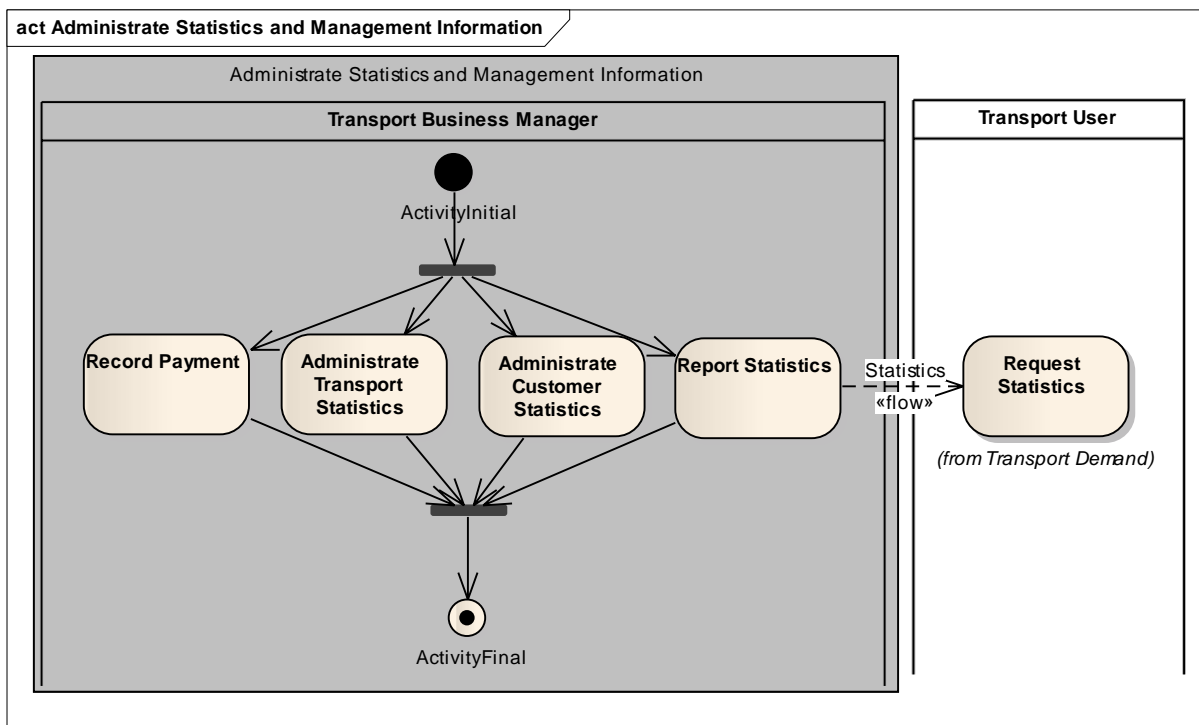 act Administrate Statistics and Management Information
Administrate Statistics and Management Information
Transport Business Manager
Transport User
ActivityInitial
Record Payment
Administrate
Transport
Statistics
Administrate
Customer
Statistics
Report Statistics
Statistics
«flow»
Request
Statistics
(from Transport Demand)
ActivityFinal